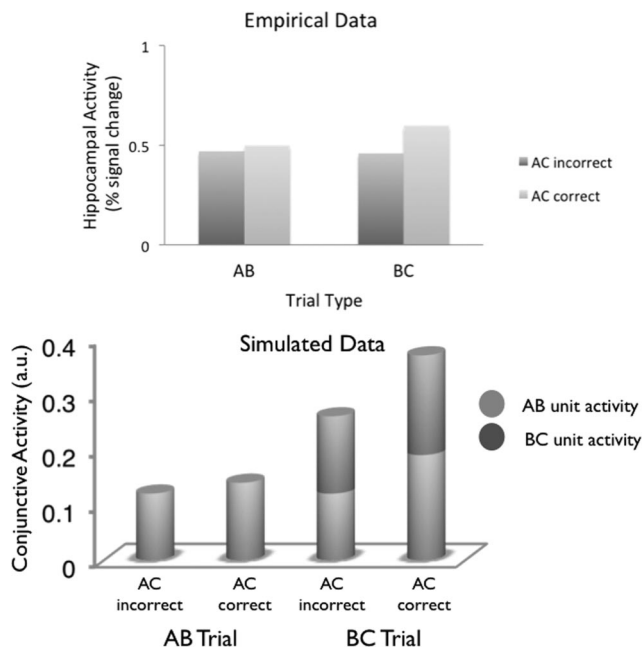 Empirical Data
Hippocampal Activity
(% signal change)
1
0.5
0
AB
BC
Trial Type
AC incorrect
AC correct
Simulated Data
Conjunctive Activity (a.u.)
0.4
0.3
0.2
0.1
0
AB unit activity
BC unit activity
AC
incorrect
AC
correct
AC
incorrect
AC
correct
AB Trial
BC Trial